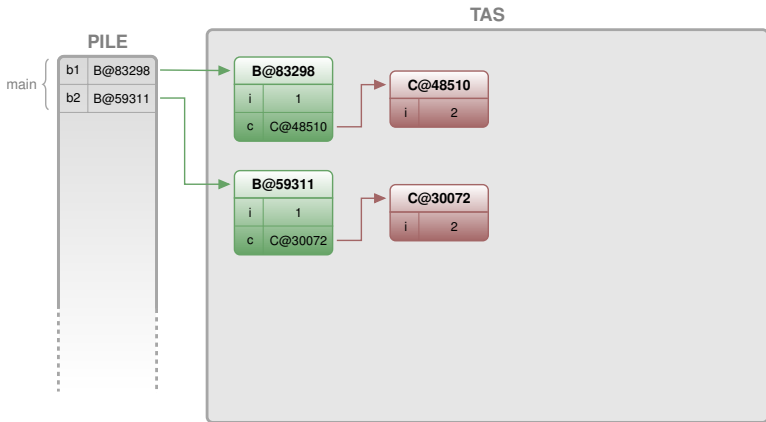 TAS
PILE
main
b1 B@83298
b2 B@59311
B@83298
i 1
c C@48510
C@48510
i 2
B@59311
i 1
c C@30072
C@30072
i 2